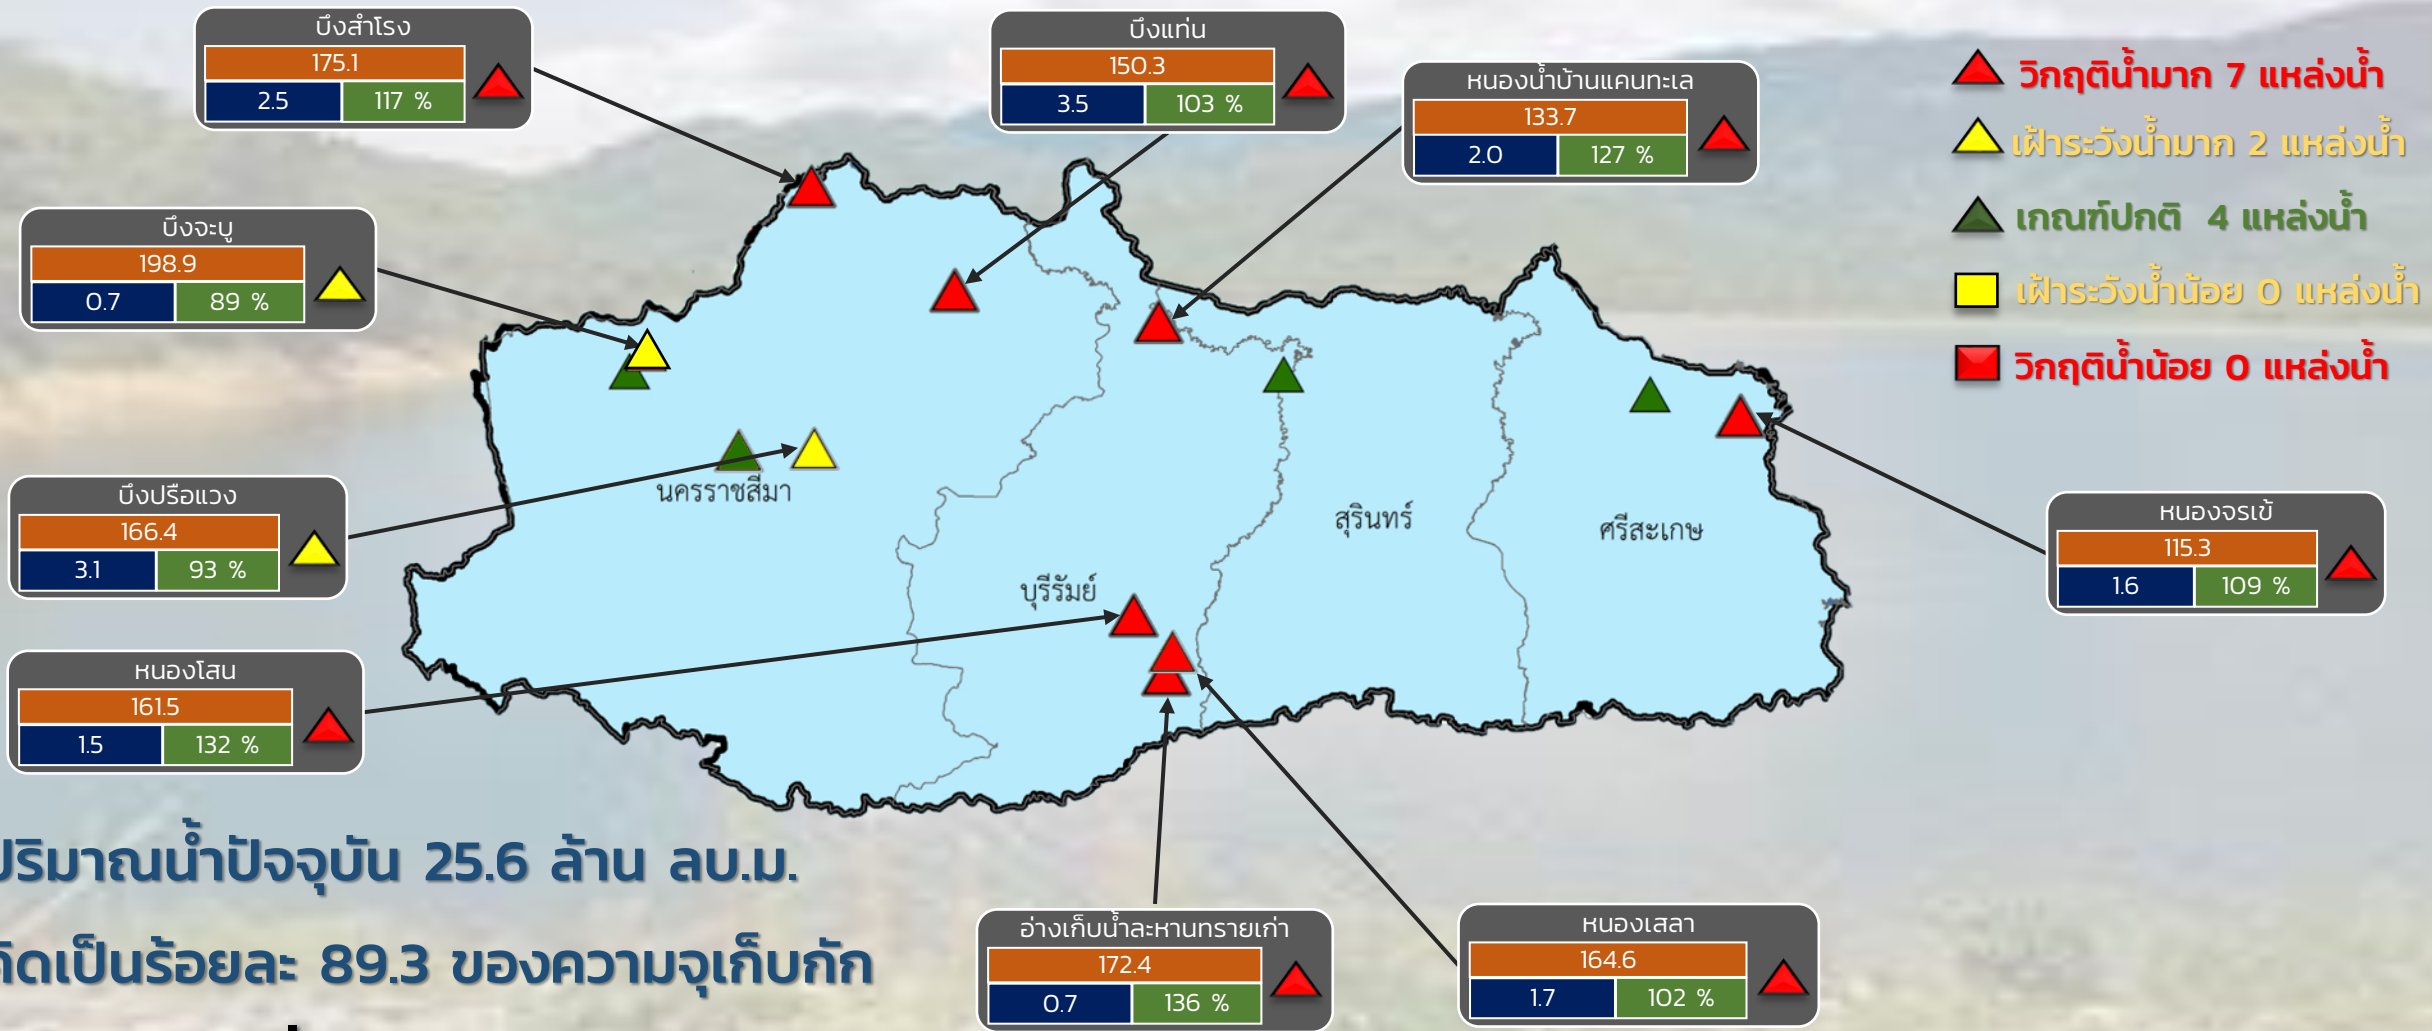 บึงสำโรง
175.1
2.5 117 %
บึงแท่น
150.3
3.5 103 %
หนองน้ำบ้านแคนทะเล
133.7
2.0 127 %
วิกฤติน้ำมาก 7 แหล่งน้ำ
เฝ้าระวังน้ำมาก 2 แหล่งน้ำ
เกณฑ์ปกติ 4 แหล่งน้ำ
เฝ้าระวังน้ำน้อย 0 แหล่งน้ำ
วิกฤติน้ำน้อย 0 แหล่งน้ำ
บึงจะบู
198.9
0.7 89 %
บึงปรือแวง
166.4
3.1 93 %
นครราชสีมา
บุรีรัมย์
สุรินทร์
ศรีสะเกษ
หนองจรเข้
115.3
1.6 109 %
หนองโสน
161.5
1.5 132 %
ปริมาณน้ำปัจจุบัน 25.6 ล้าน ลบ.ม.
คิดเป็นร้อยละ 89.3 ของความจุเก็บกัก
อ่างเก็บน้ำละหานทรายเก่า
172.4
0.7 136 %
หนองเสลา
164.6
1.7 102 %